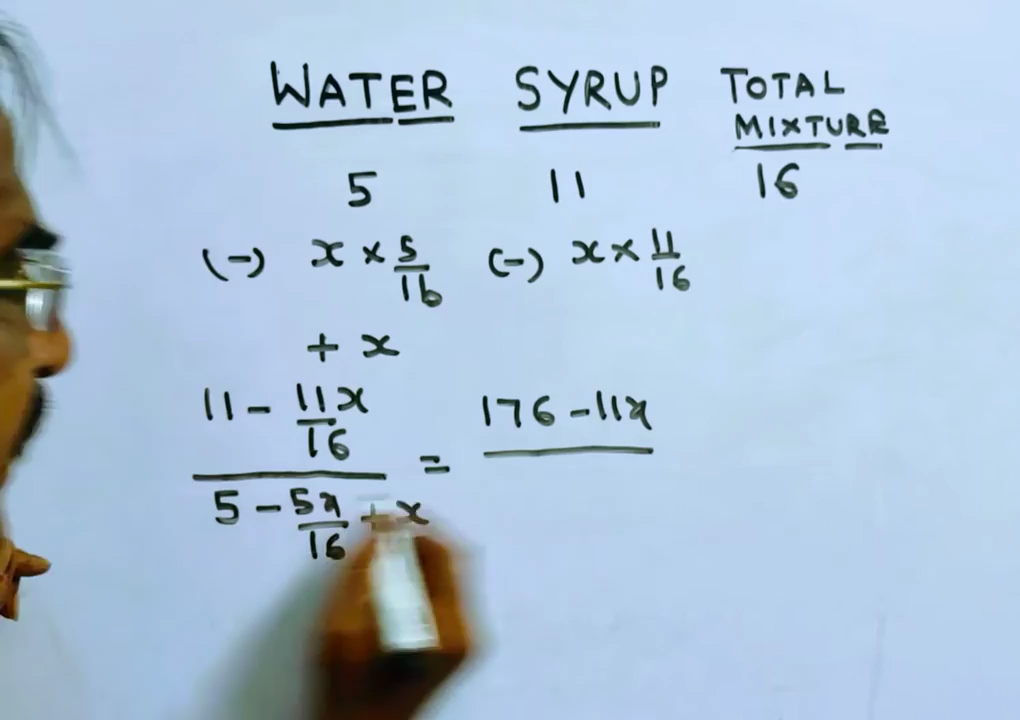 WATER SYRUP TOTAL MIXTURE
5 11 16
(-) x × 5/16 (-) x × 11/16
+ x
11 - 11x/16 = 176 - 11x
5 - 5x/16 + x